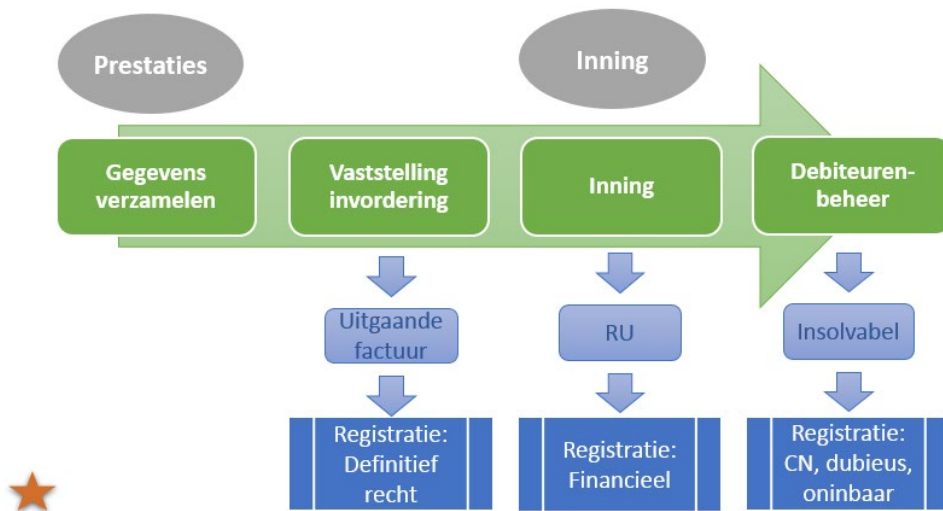 Prestaties
Inning
Gegevens
verzamelen
Vaststelling
invordering
Inning
Debiteuren-
beheer
Uitgaande
factuur
RU
Insolvabel
Registratie:
Definitief
recht
Registratie:
Financieel
Registratie:
CN, dubieus,
oninbaar